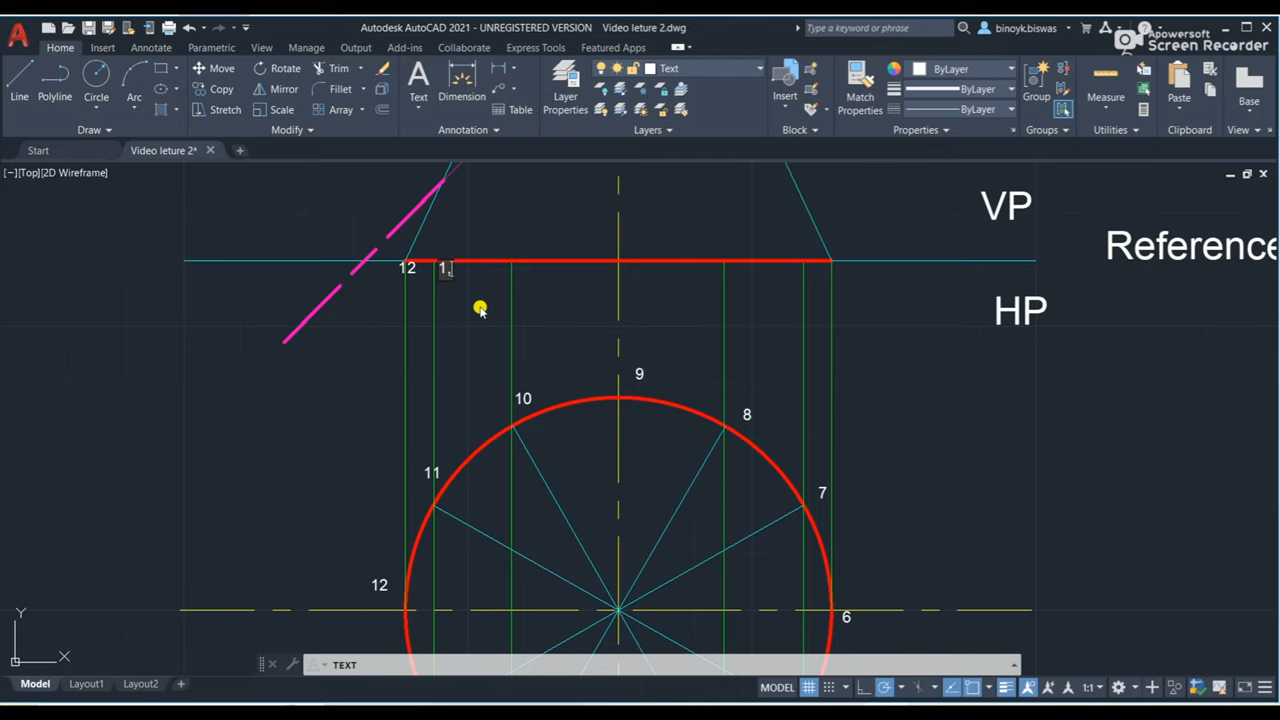 Autodesk AutoCAD 2021 - UNREGISTERED VERSION Video leture 2.dwg
Type a keyword or phrase
binoyk.biswas
Apowersoft
Screen Recorder
Home Insert Annotate Parametric View Manage Output Add-ins Collaborate Express Tools Featured Apps
Line Polyline Circle Arc
Move Rotate Trim
Copy Mirror Fillet
Stretch Scale Array
Text Dimension Table
Layer Properties
Text
Insert
Match Properties
ByLayer
ByLayer
ByLayer
Group Measure Paste Base
Draw Modify Annotation Layers Block Properties Groups Utilities Clipboard View
Start Video leture 2*
[−][Top][2D Wireframe]
VP
Reference
12 1,
HP
9
10 8
11 7
12
6
Y
X
TEXT
Model Layout1 Layout2
MODEL 1:1